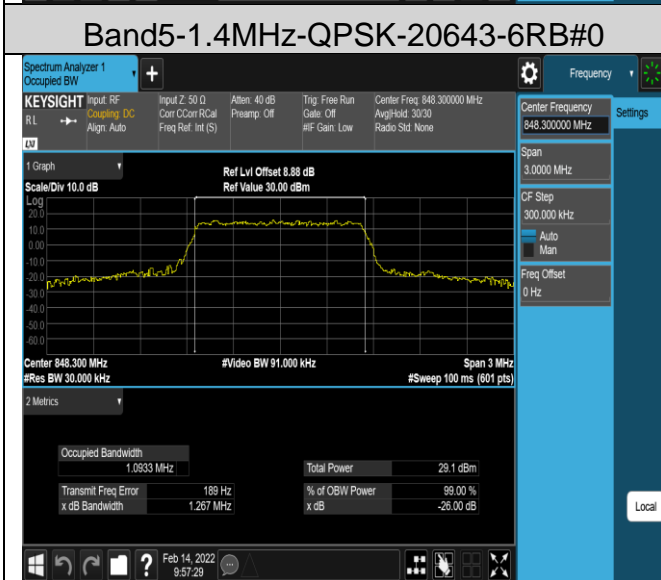 Band5-1.4MHz-QPSK-20643-6RB#0
Spectrum Analyzer 1
Occupied BW
+
Frequency
KEYSIGHT
RL
Input: RF
Coupling: DC
Align: Auto
Input Z: 50 Ω
Corr CCorr RCal
Freq Ref: Int (S)
Atten: 40 dB
Preamp: Off
Trig: Free Run
Gate: Off
#IF Gain: Low
Center Freq: 848.300000 MHz
Avg|Hold: 30/30
Radio Std: None
Center Frequency
848.300000 MHz
Settings
Span
3.0000 MHz
CF Step
300.000 kHz
Auto
Man
Freq Offset
0 Hz
1 Graph
Scale/Div 10.0 dB
Ref Lvl Offset 8.88 dB
Ref Value 30.00 dBm
Log
20.0
10.0
0.00
-10.0
-20.0
-30.0
-40.0
-50.0
-60.0
Center 848.300 MHz
#Res BW 30.000 kHz
#Video BW 91.000 kHz
Span 3 MHz
#Sweep 100 ms (601 pts)
2 Metrics
Occupied Bandwidth
1.0933 MHz
Total Power 29.1 dBm
Transmit Freq Error 189 Hz
% of OBW Power 99.00 %
x dB Bandwidth 1.267 MHz
x dB -26.00 dB
Local
?
Feb 14, 2022
9:57:29